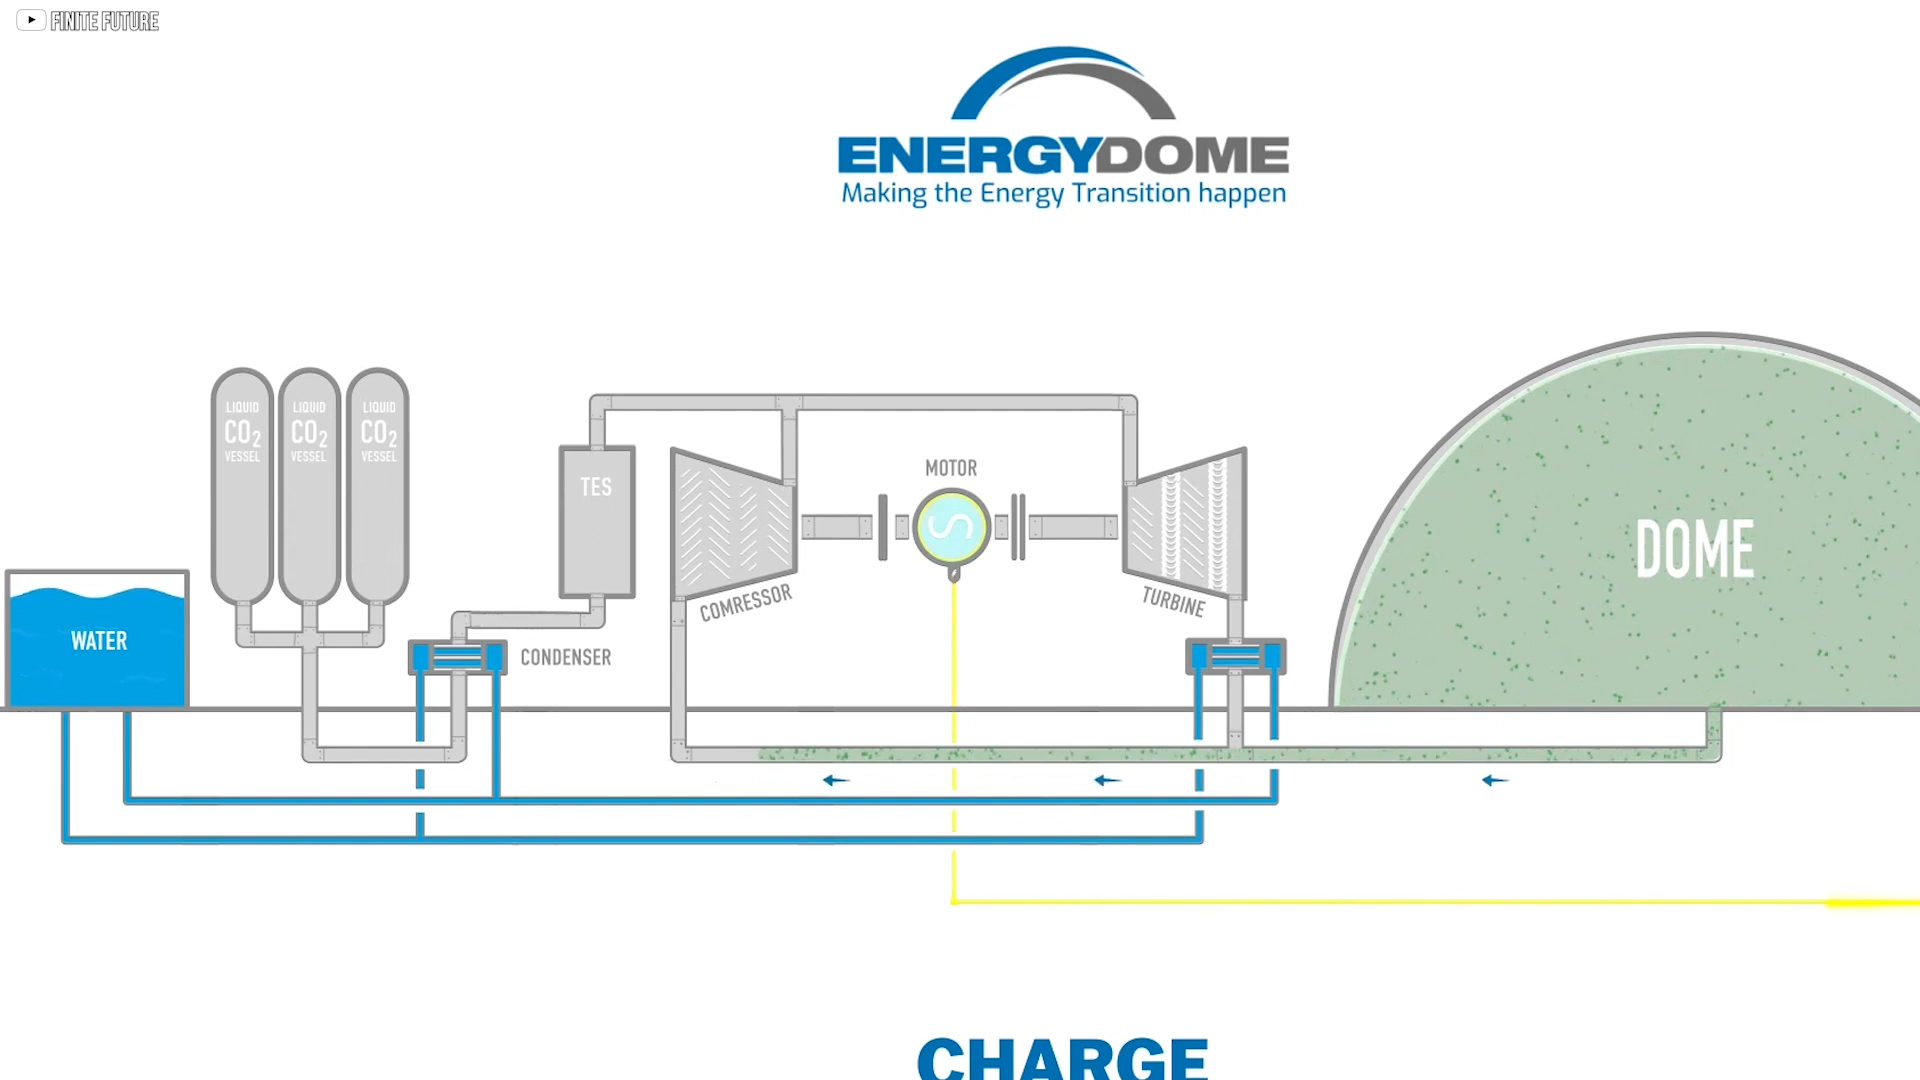 FINITE FUTURE
ENERGYDOME
Making the Energy Transition happen
LIQUID
CO2
VESSEL
LIQUID
CO2
VESSEL
LIQUID
CO2
VESSEL
TES
MOTOR
DOME
COMRESSOR
TURBINE
WATER
CONDENSER
CHARGE